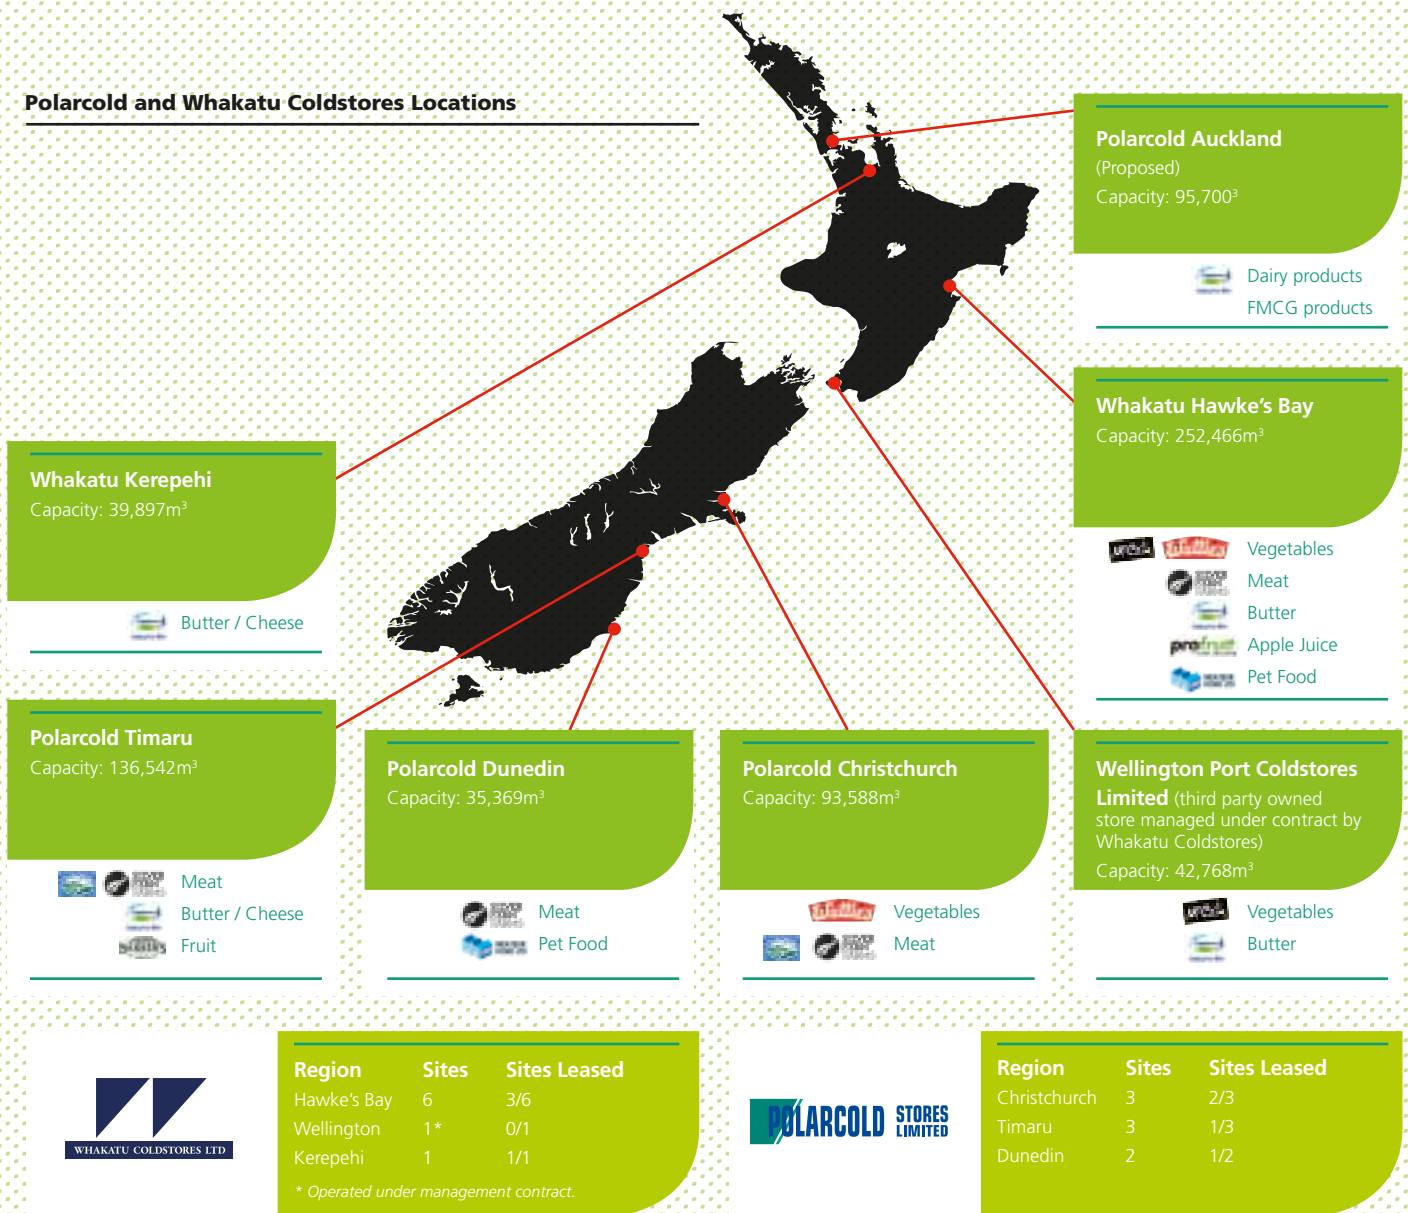 Polarcold and Whakatu Coldstores Locations
Polarcold Auckland
(Proposed)
Capacity: 95,700³
Dairy products
FMCG products
Whakatu Hawke's Bay
Capacity: 252,466m³
Vegetables
Meat
Butter
profruit Apple Juice
Pet Food
Whakatu Kerepehi
Capacity: 39,897m³
Butter / Cheese
Polarcold Timaru
Capacity: 136,542m³
Meat
Butter / Cheese
Fruit
Polarcold Dunedin
Capacity: 35,369m³
Meat
Pet Food
Polarcold Christchurch
Capacity: 93,588m³
Vegetables
Meat
Wellington Port Coldstores
Limited (third party owned
store managed under contract by
Whakatu Coldstores)
Capacity: 42,768m³
Vegetables
Butter
WHAKATU COLDSTORES LTD
Region Sites Sites Leased
Hawke's Bay 6 3/6
Wellington 1* 0/1
Kerepehi 1 1/1
* Operated under management contract.
POLARCOLD STORES LIMITED
Region Sites Sites Leased
Christchurch 3 2/3
Timaru 3 1/3
Dunedin 2 1/2